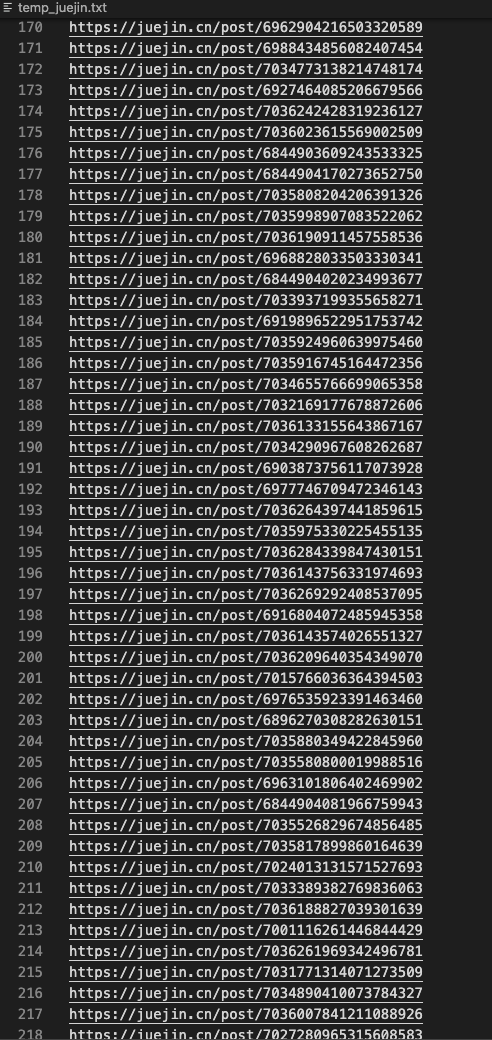 temp_juejin.txt
170 https://juejin.cn/post/6962904216503320589
171 https://juejin.cn/post/6988434856082407454
172 https://juejin.cn/post/7034773138214748174
173 https://juejin.cn/post/6927464085206679566
174 https://juejin.cn/post/7036242428319236127
175 https://juejin.cn/post/7036023615569002509
176 https://juejin.cn/post/6844903609243533325
177 https://juejin.cn/post/6844904170273652750
178 https://juejin.cn/post/7035808204206391326
179 https://juejin.cn/post/7035998907083522062
180 https://juejin.cn/post/7036190911457558536
181 https://juejin.cn/post/6968828033503330341
182 https://juejin.cn/post/6844904020234993677
183 https://juejin.cn/post/7033937199355658271
184 https://juejin.cn/post/6919896522951753742
185 https://juejin.cn/post/7035924960639975460
186 https://juejin.cn/post/7035916745164472356
187 https://juejin.cn/post/7034655766699065358
188 https://juejin.cn/post/7032169177678872606
189 https://juejin.cn/post/7036133155643867167
190 https://juejin.cn/post/7034290967608262687
191 https://juejin.cn/post/6903873756117073928
192 https://juejin.cn/post/6977746709472346143
193 https://juejin.cn/post/7036264397441859615
194 https://juejin.cn/post/7035975330225455135
195 https://juejin.cn/post/7036284339847430151
196 https://juejin.cn/post/7036143756331974693
197 https://juejin.cn/post/7036269292408537095
198 https://juejin.cn/post/6916804072485945358
199 https://juejin.cn/post/7036143574026551327
200 https://juejin.cn/post/7036209640354349070
201 https://juejin.cn/post/7015766036364394503
202 https://juejin.cn/post/6976535923391463460
203 https://juejin.cn/post/6896270308282630151
204 https://juejin.cn/post/7035880349422845960
205 https://juejin.cn/post/7035580800019988516
206 https://juejin.cn/post/6963101806402469902
207 https://juejin.cn/post/6844904081966759943
208 https://juejin.cn/post/7035526829674856485
209 https://juejin.cn/post/7035817899860164639
210 https://juejin.cn/post/7024013131571527693
211 https://juejin.cn/post/7033389382769836063
212 https://juejin.cn/post/7036188827039301639
213 https://juejin.cn/post/7001116261446844429
214 https://juejin.cn/post/7036261969342496781
215 https://juejin.cn/post/7031771314071273509
216 https://juejin.cn/post/7034890410073784327
217 https://juejin.cn/post/7036007841211088926
218 https://juejin.cn/post/7027280965315608583